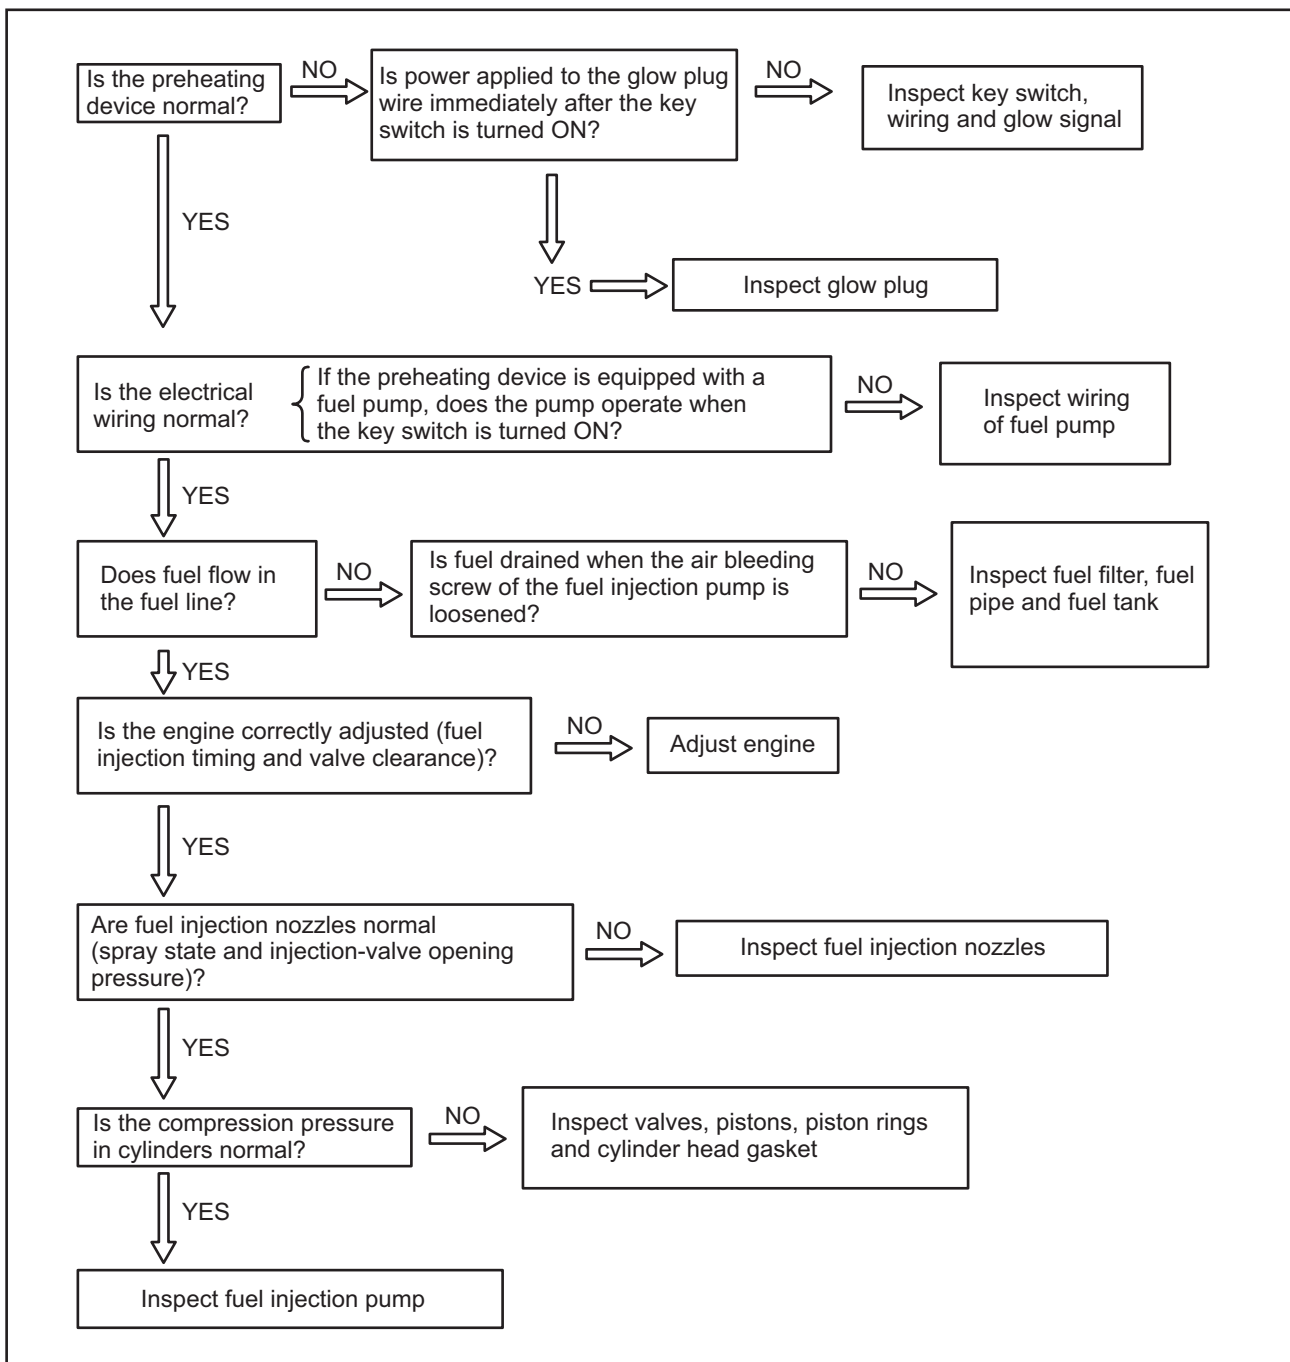 Is the preheating
device normal?
NO
Is power applied to the glow plug
wire immediately after the key
switch is turned ON?
NO
Inspect key switch,
wiring and glow signal
YES
YES
Inspect glow plug
Is the electrical
wiring normal?
If the preheating device is equipped with a
fuel pump, does the pump operate when
the key switch is turned ON?
NO
Inspect wiring
of fuel pump
YES
Does fuel flow in
the fuel line?
NO
Is fuel drained when the air bleeding
screw of the fuel injection pump is
loosened?
NO
Inspect fuel filter, fuel
pipe and fuel tank
YES
Is the engine correctly adjusted (fuel
injection timing and valve clearance)?
NO
Adjust engine
YES
Are fuel injection nozzles normal
(spray state and injection-valve opening
pressure)?
NO
Inspect fuel injection nozzles
YES
Is the compression pressure
in cylinders normal?
NO
Inspect valves, pistons, piston rings
and cylinder head gasket
YES
Inspect fuel injection pump